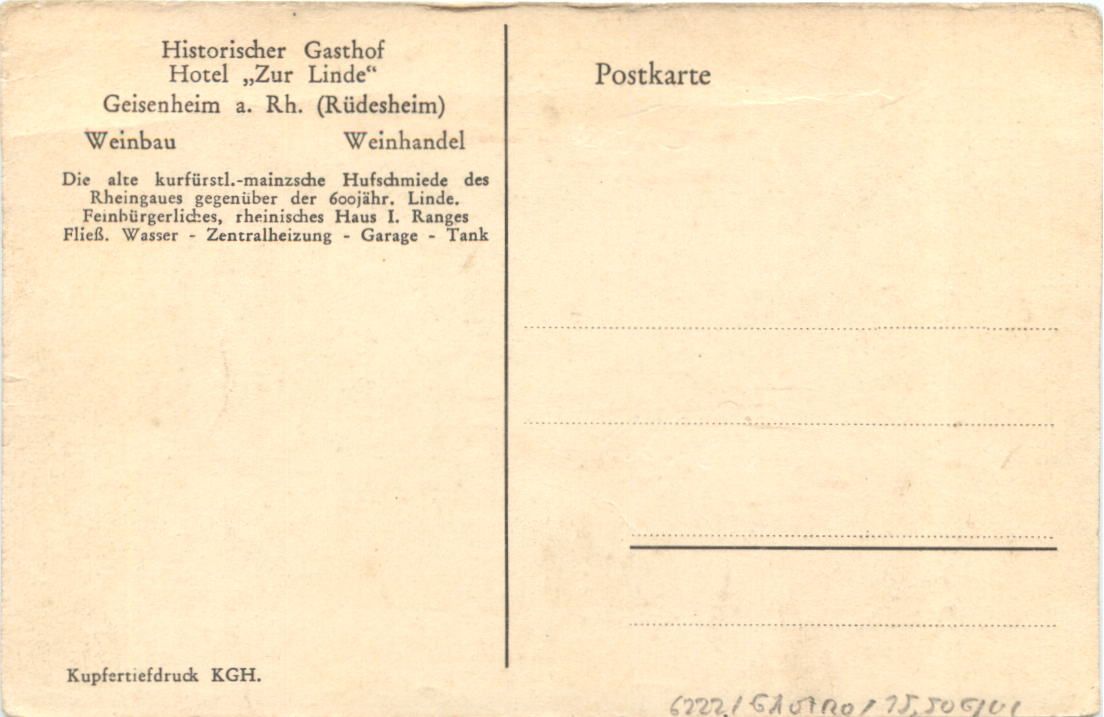 Historischer Gasthof
Hotel „Zur Linde“
Geisenheim a. Rh. (Rüdesheim)
Weinbau Weinhandel
Die alte kurfürstl.-mainzsche Hufschmiede des
Rheingaues gegenüber der 600jähr. Linde.
Feinbürgerliches, rheinisches Haus I. Ranges
Fließ. Wasser - Zentralheizung - Garage - Tank
Kupfertiefdruck KGH.
Postkarte
6222/